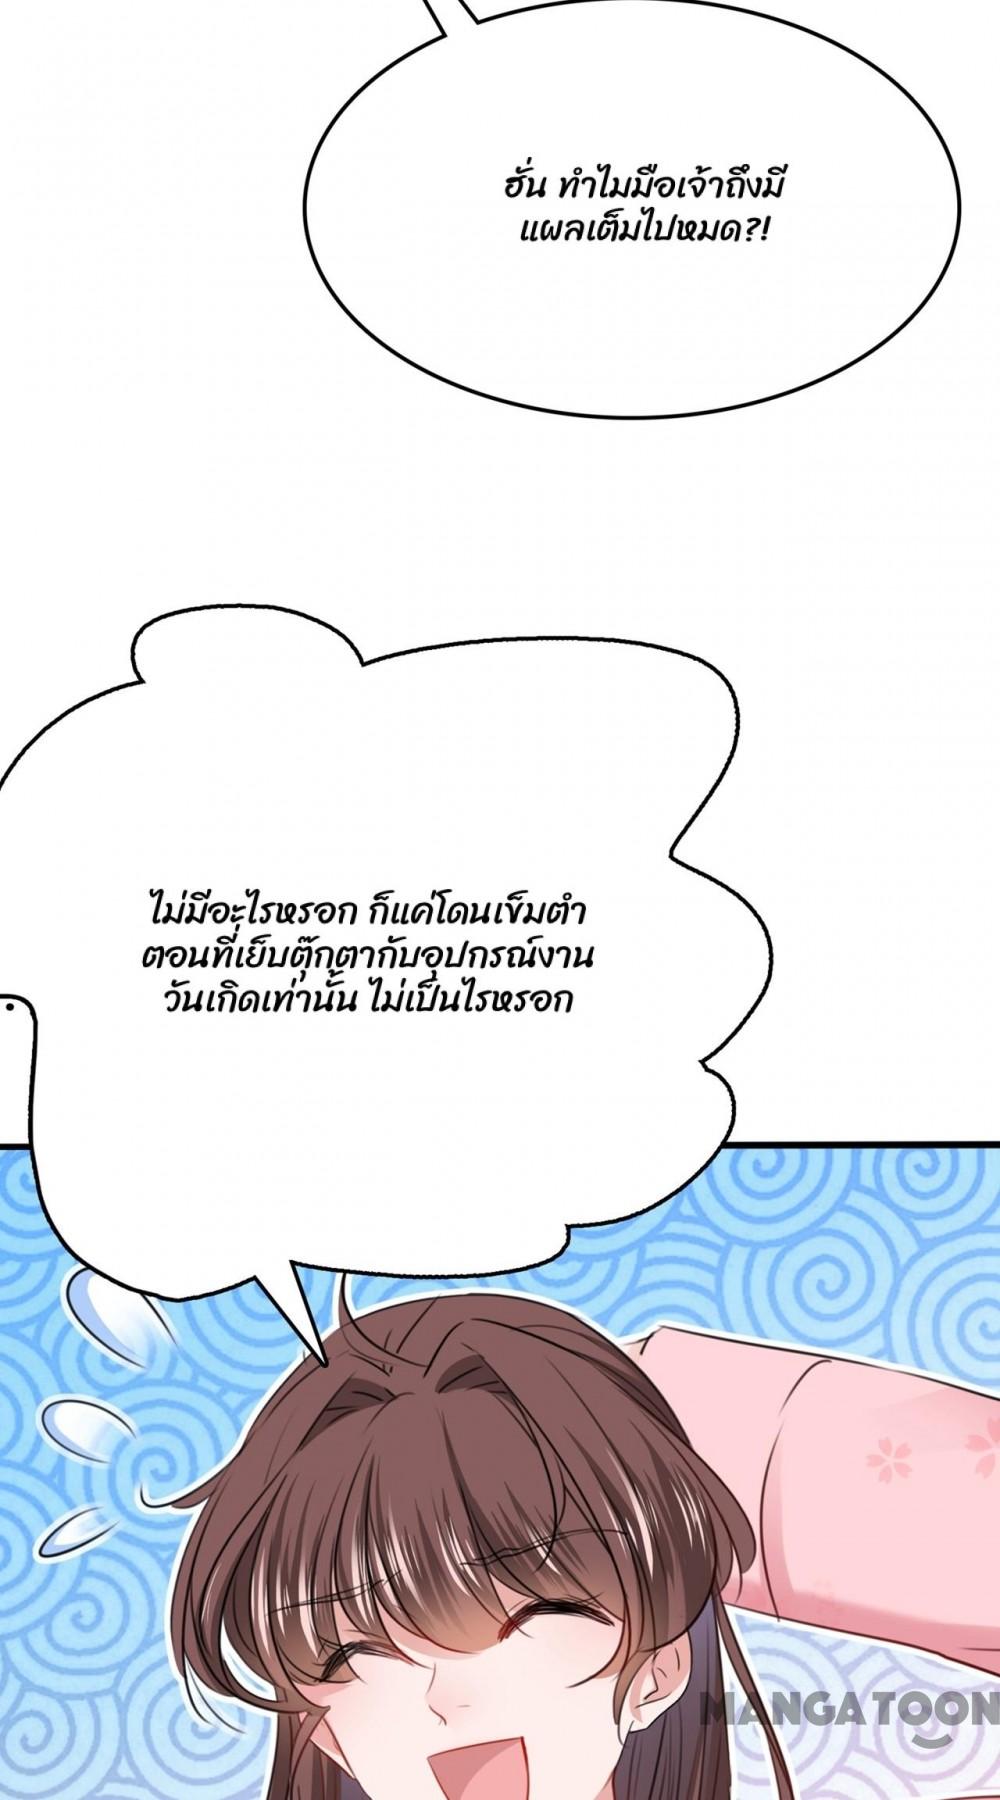 ฮั่น ทำไมมือเจ้าถึงมี
แผลเต็มไปหมด?!
ไม่มีอะไรหรอก ก็แค่โดนเข็มตำ
ตอนที่เย็บตุ๊กตากับอุปกรณ์งาน
วันเกิดเท่านั้น ไม่เป็นไรหรอก
MANGATOON